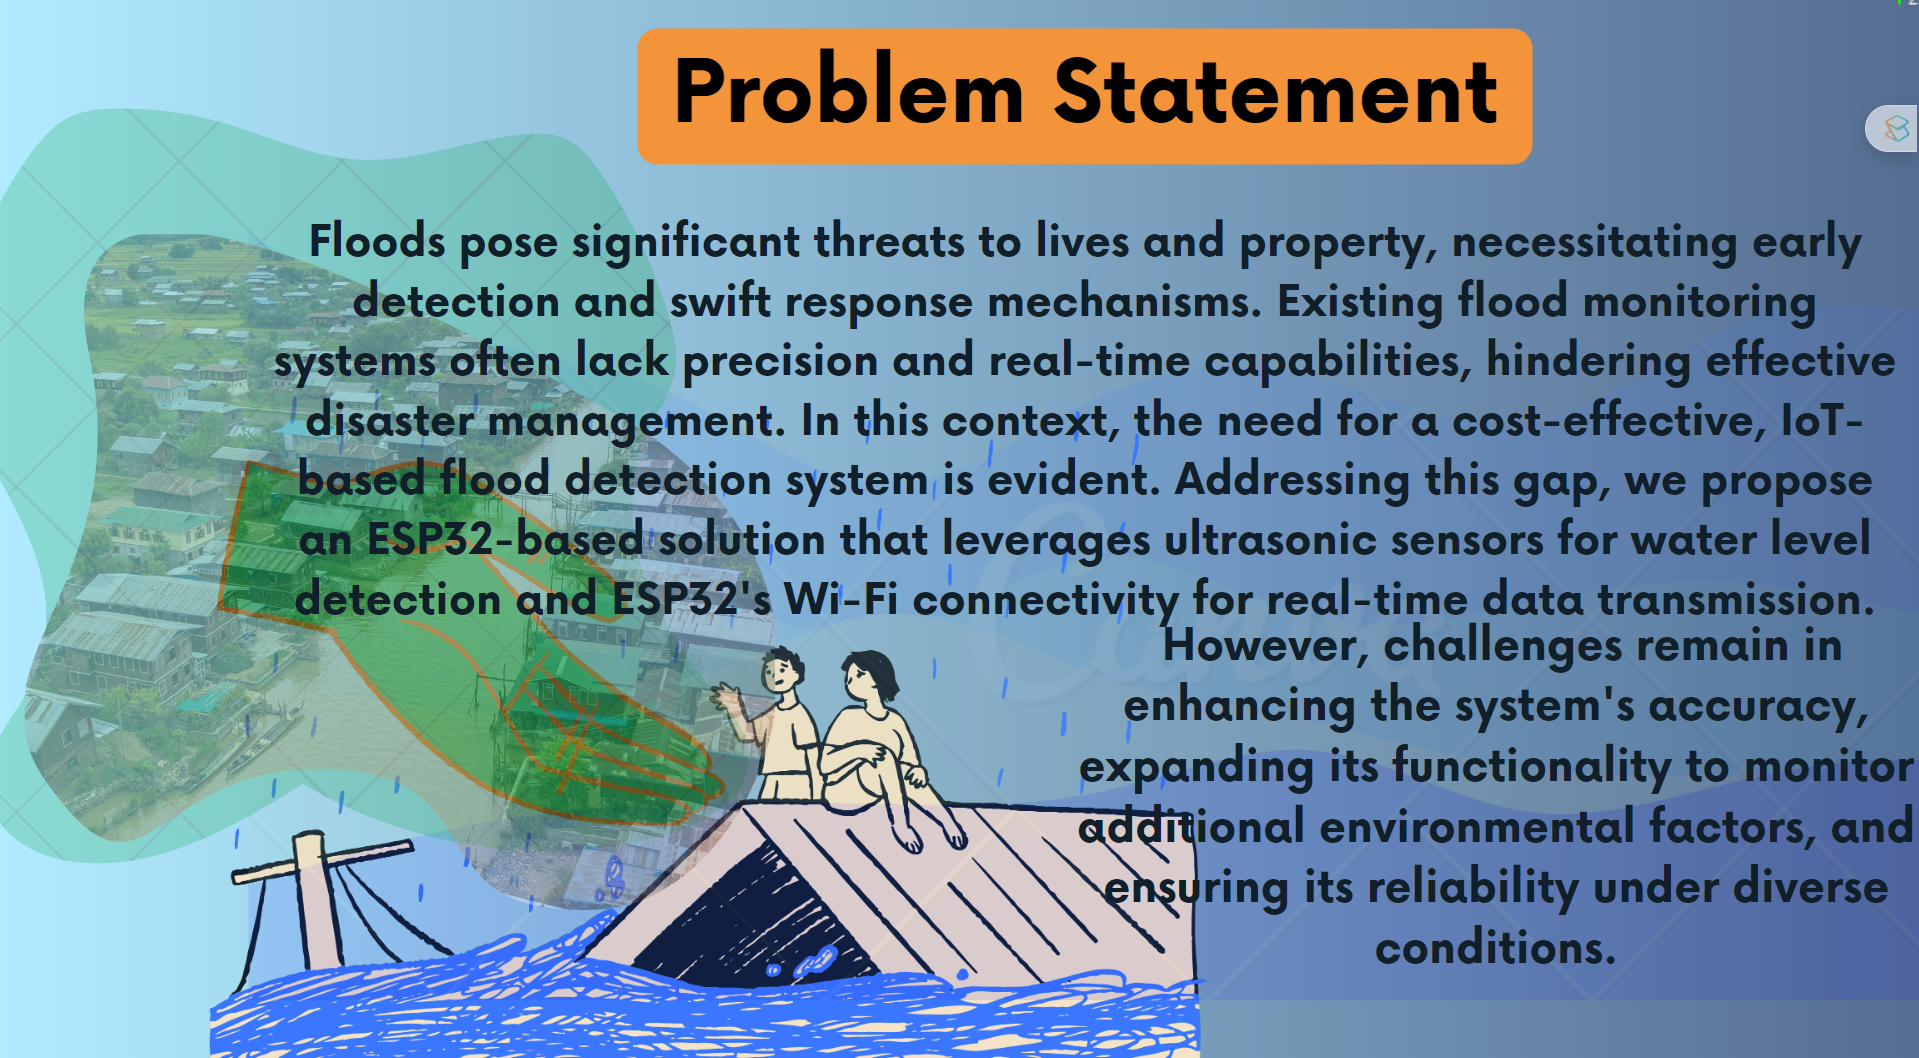 Problem Statement
Floods pose significant threats to lives and property, necessitating early
detection and swift response mechanisms. Existing flood monitoring
systems often lack precision and real-time capabilities, hindering effective
disaster management. In this context, the need for a cost-effective, IoT-
based flood detection system is evident. Addressing this gap, we propose
an ESP32-based solution that leverages ultrasonic sensors for water level
detection and ESP32's Wi-Fi connectivity for real-time data transmission.
However, challenges remain in
enhancing the system's accuracy,
expanding its functionality to monitor
additional environmental factors, and
ensuring its reliability under diverse
conditions.
Canva